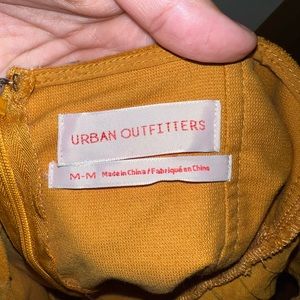 URBAN OUTFITTERS
M-M Made in China / Fabriqué en Chine